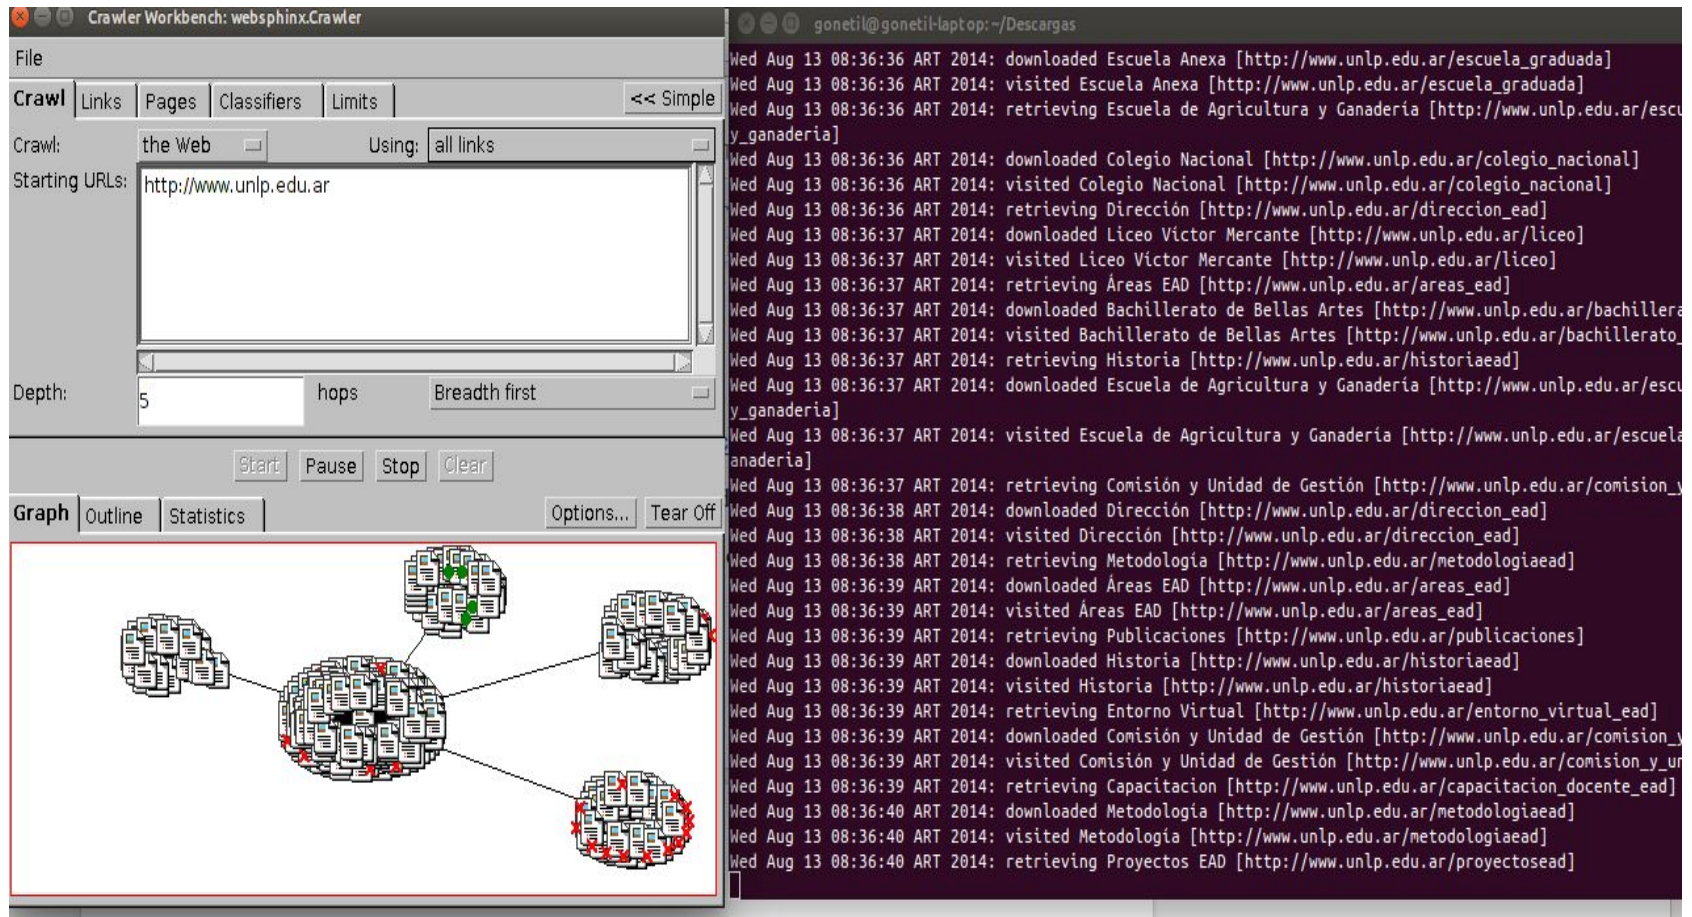 Crawler Workbench: websphinx.Crawler
File
Crawl Links Pages Classifiers Limits << Simple
Crawl: the Web Using: all links
Starting URLs: http://www.unlp.edu.ar
Depth: 5 hops Breadth first
Start Pause Stop Clear
Graph Outline Statistics Options... Tear Off
gonetil@gonetil-laptop: ~/Descargas
Wed Aug 13 08:36:36 ART 2014: downloaded Escuela Anexa [http://www.unlp.edu.ar/escuela_graduada]
Wed Aug 13 08:36:36 ART 2014: visited Escuela Anexa [http://www.unlp.edu.ar/escuela_graduada]
Wed Aug 13 08:36:36 ART 2014: retrieving Escuela de Agricultura y Ganadería [http://www.unlp.edu.ar/escu
y_ganaderia]
Wed Aug 13 08:36:36 ART 2014: downloaded Colegio Nacional [http://www.unlp.edu.ar/colegio_nacional]
Wed Aug 13 08:36:36 ART 2014: visited Colegio Nacional [http://www.unlp.edu.ar/colegio_nacional]
Wed Aug 13 08:36:36 ART 2014: retrieving Dirección [http://www.unlp.edu.ar/direccion_ead]
Wed Aug 13 08:36:37 ART 2014: downloaded Liceo Víctor Mercante [http://www.unlp.edu.ar/liceo]
Wed Aug 13 08:36:37 ART 2014: visited Liceo Víctor Mercante [http://www.unlp.edu.ar/liceo]
Wed Aug 13 08:36:37 ART 2014: retrieving Áreas EAD [http://www.unlp.edu.ar/areas_ead]
Wed Aug 13 08:36:37 ART 2014: downloaded Bachillerato de Bellas Artes [http://www.unlp.edu.ar/bachillera
Wed Aug 13 08:36:37 ART 2014: visited Bachillerato de Bellas Artes [http://www.unlp.edu.ar/bachillerato_
Wed Aug 13 08:36:37 ART 2014: retrieving Historia [http://www.unlp.edu.ar/historiaead]
Wed Aug 13 08:36:37 ART 2014: downloaded Escuela de Agricultura y Ganadería [http://www.unlp.edu.ar/escu
y_ganaderia]
Wed Aug 13 08:36:37 ART 2014: visited Escuela de Agricultura y Ganadería [http://www.unlp.edu.ar/escuela
anaderia]
Wed Aug 13 08:36:37 ART 2014: retrieving Comisión y Unidad de Gestión [http://www.unlp.edu.ar/comision_y
Wed Aug 13 08:36:38 ART 2014: downloaded Dirección [http://www.unlp.edu.ar/direccion_ead]
Wed Aug 13 08:36:38 ART 2014: visited Dirección [http://www.unlp.edu.ar/direccion_ead]
Wed Aug 13 08:36:38 ART 2014: retrieving Metodología [http://www.unlp.edu.ar/metodologiaead]
Wed Aug 13 08:36:39 ART 2014: downloaded Áreas EAD [http://www.unlp.edu.ar/areas_ead]
Wed Aug 13 08:36:39 ART 2014: visited Áreas EAD [http://www.unlp.edu.ar/areas_ead]
Wed Aug 13 08:36:39 ART 2014: retrieving Publicaciones [http://www.unlp.edu.ar/publicaciones]
Wed Aug 13 08:36:39 ART 2014: downloaded Historia [http://www.unlp.edu.ar/historiaead]
Wed Aug 13 08:36:39 ART 2014: visited Historia [http://www.unlp.edu.ar/historiaead]
Wed Aug 13 08:36:39 ART 2014: retrieving Entorno Virtual [http://www.unlp.edu.ar/entorno_virtual_ead]
Wed Aug 13 08:36:39 ART 2014: downloaded Comisión y Unidad de Gestión [http://www.unlp.edu.ar/comision_y
Wed Aug 13 08:36:39 ART 2014: visited Comisión y Unidad de Gestión [http://www.unlp.edu.ar/comision_y_un
Wed Aug 13 08:36:39 ART 2014: retrieving Capacitacion [http://www.unlp.edu.ar/capacitacion_docente_ead]
Wed Aug 13 08:36:40 ART 2014: downloaded Metodología [http://www.unlp.edu.ar/metodologiaead]
Wed Aug 13 08:36:40 ART 2014: visited Metodología [http://www.unlp.edu.ar/metodologiaead]
Wed Aug 13 08:36:40 ART 2014: retrieving Proyectos EAD [http://www.unlp.edu.ar/proyectosead]